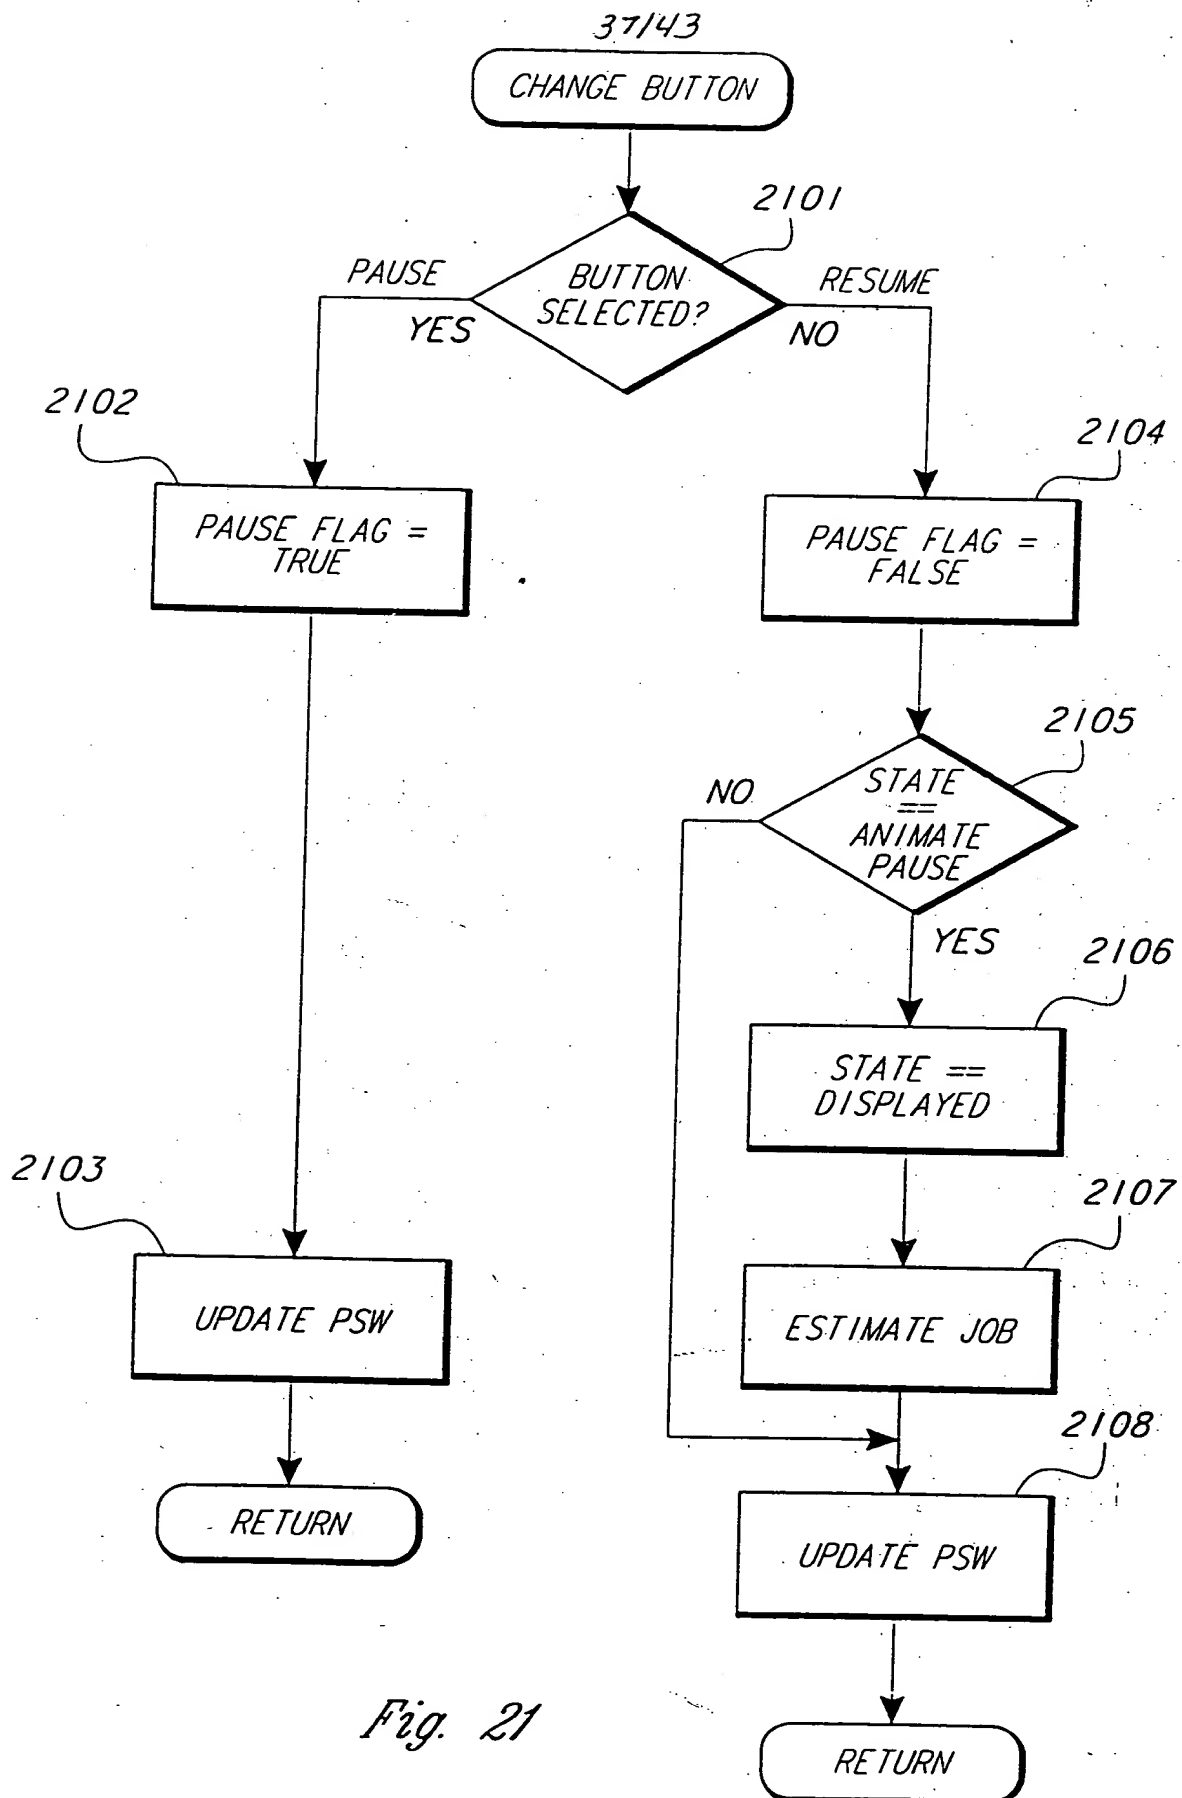 37/43
CHANGE BUTTON
2101
BUTTON
SELECTED?
PAUSE
YES
RESUME
NO
2102
PAUSE FLAG =
TRUE
2104
PAUSE FLAG =
FALSE
2105
STATE
==
ANIMATE
PAUSE
NO
YES
2106
STATE ==
DISPLAYED
2103
UPDATE PSW
2107
ESTIMATE JOB
2108
UPDATE PSW
RETURN
RETURN
Fig. 21